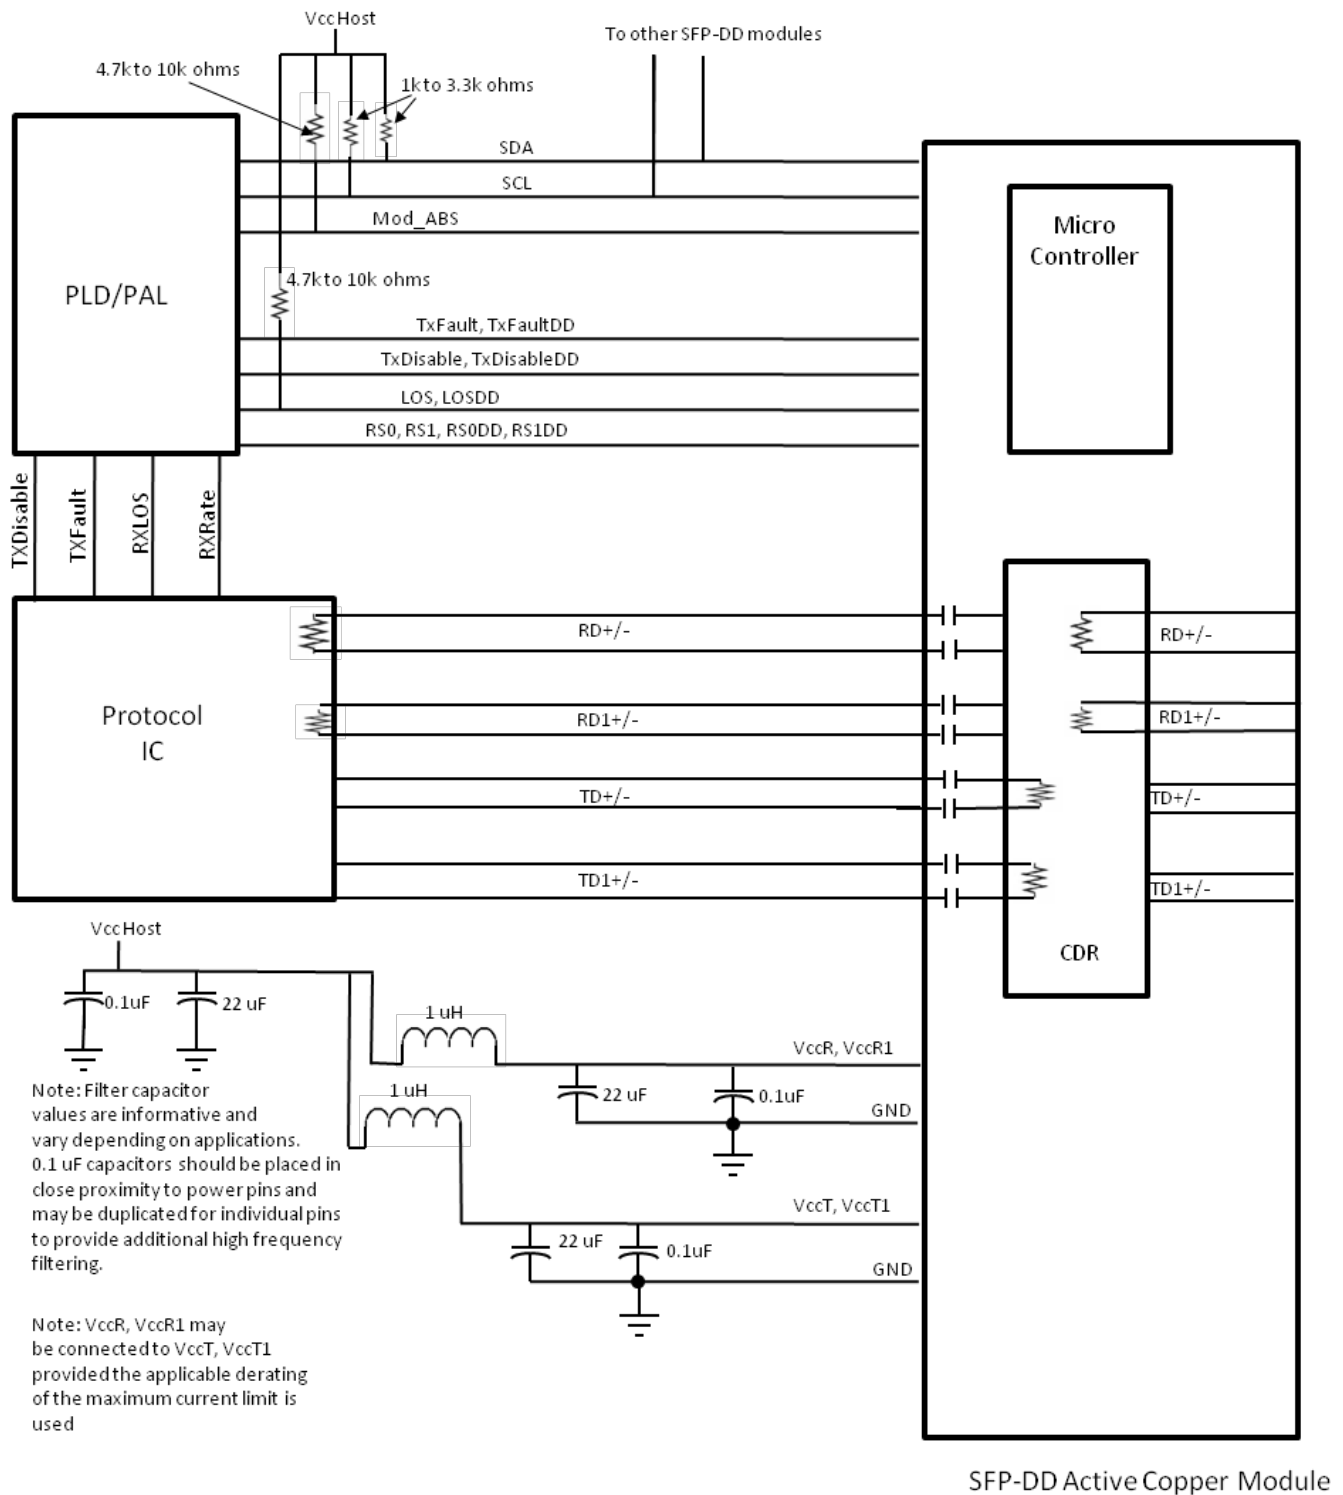 Vcc Host
To other SFP-DD modules
4.7k to 10k ohms
1k to 3.3k ohms
SDA
SCL
Mod_ABS
Micro
Controller
PLD/PAL
4.7k to 10k ohms
TxFault, TxFaultDD
TxDisable, TxDisableDD
LOS, LOSDD
RS0, RS1, RS0DD, RS1DD
TXDisable
TXFault
RXLOS
RXRate
RD+/-
RD+/-
Protocol
IC
RD1+/-
RD1+/-
TD+/-
TD+/-
TD1+/-
TD1+/-
CDR
Vcc Host
0.1uF
22 uF
1 uH
VccR, VccR1
1 uH
22 uF
0.1uF
GND
Note: Filter capacitor
values are informative and
vary depending on applications.
0.1 uF capacitors should be placed in
close proximity to power pins and
may be duplicated for individual pins
to provide additional high frequency
filtering.
VccT, VccT1
22 uF
0.1uF
GND
Note: VccR, VccR1 may
be connected to VccT, VccT1
provided the applicable derating
of the maximum current limit is
used
SFP-DD Active Copper Module